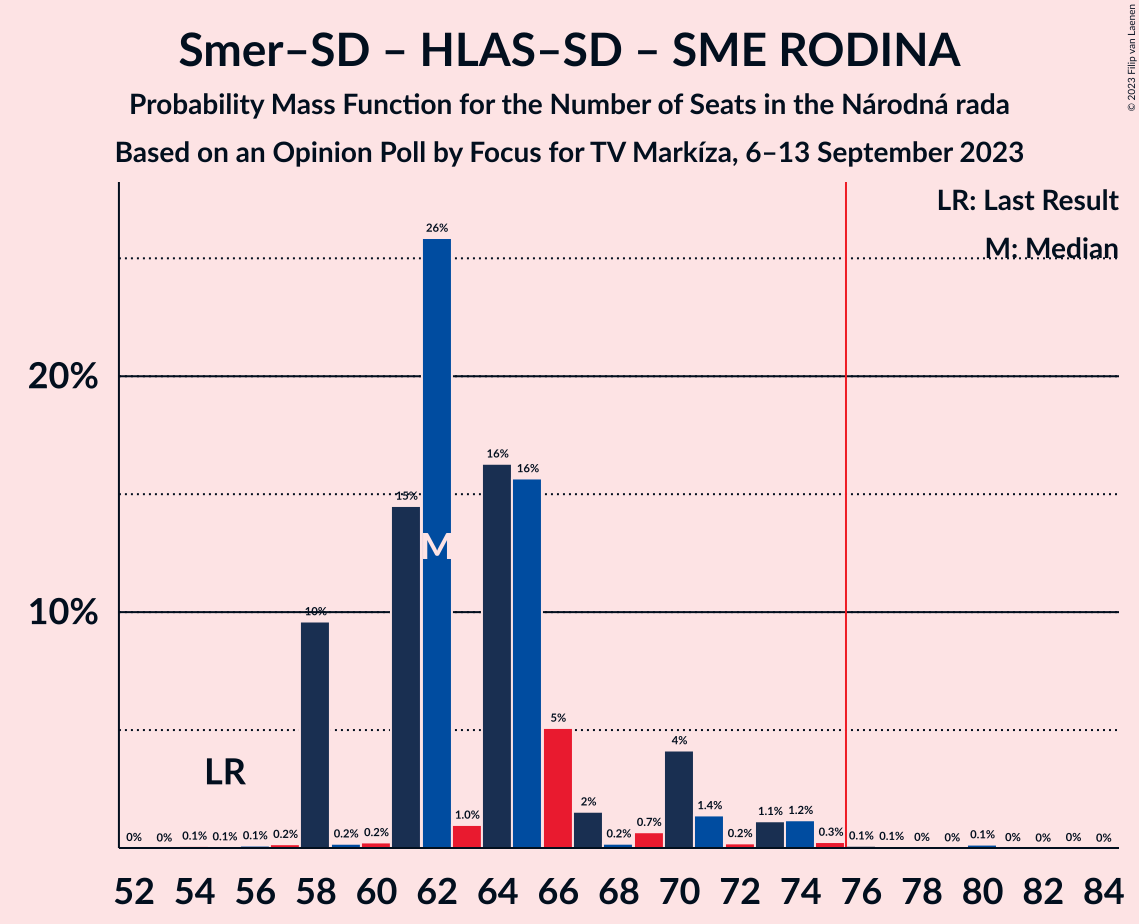 Smer–SD – HLAS–SD – SME RODINA
Probability Mass Function for the Number of Seats in the Národná rada
Based on an Opinion Poll by Focus for TV Markíza, 6–13 September 2023
© 2023 Filip van Laenen
LR: Last Result
M: Median
20%
10%
0% 0% 0.1% 0.1% 0.1% 0.2% 10% 0.2% 0.2% 15% 26% 1.0% 16% 16% 5% 2% 0.2% 0.7% 4% 1.4% 0.2% 1.1% 1.2% 0.3% 0.1% 0.1% 0% 0% 0.1% 0% 0% 0% 0%
M
LR
52 54 56 58 60 62 64 66 68 70 72 74 76 78 80 82 84